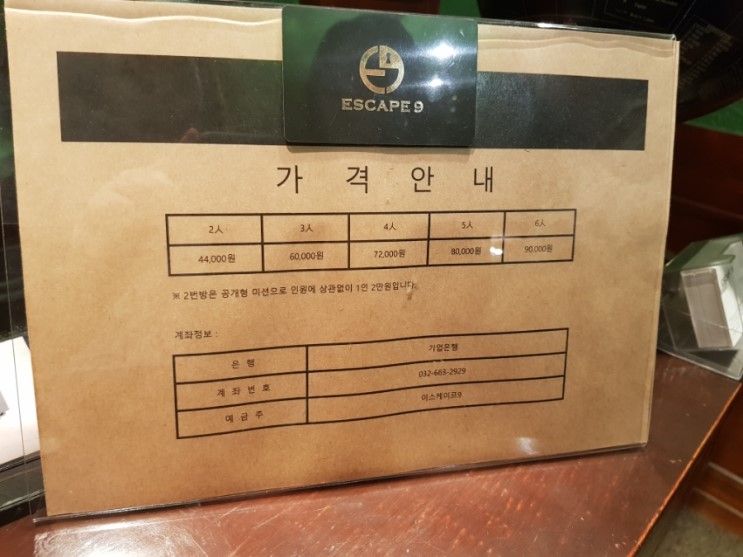 ESCAPE 9
가 격 안 내
2人 3人 4人 5人 6人
44,000원 60,000원 72,000원 80,000원 90,000원
※ 2번방은 공개형 미션으로 인원에 상관없이 1인 2만원입니다.
계좌정보 :
은 행 기업은행
계 좌 번 호 032-663-2929
예 금 주 이스케이프9